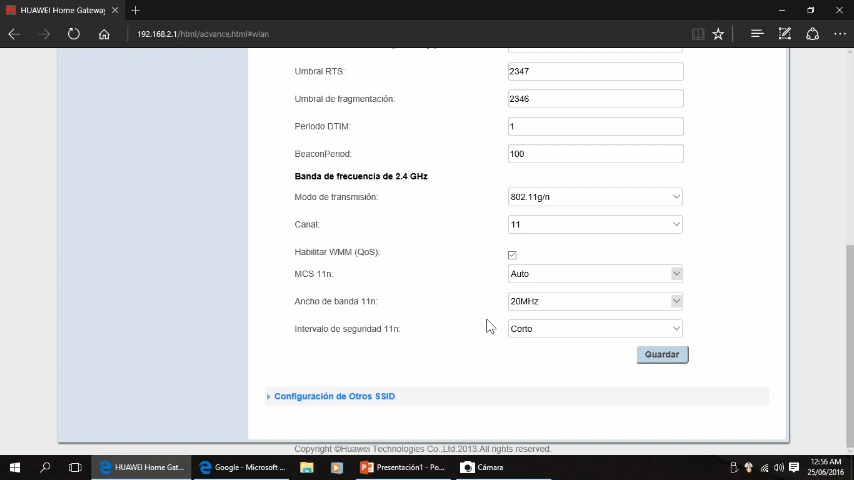 HUAWEI Home Gateway
192.168.2.1/html/advance.html#wlan
Umbral RTS: 2347
Umbral de fragmentación: 2346
Periodo DTIM: 1
BeaconPeriod: 100
Banda de frecuencia de 2.4 GHz
Modo de transmisión: 802.11g/n
Canal: 11
Habilitar WMM (QoS):
MCS 11n: Auto
Ancho de banda 11n: 20MHz
Intervalo de seguridad 11n: Corto
Guardar
Configuración de Otros SSID
Copyright ©Huawei Technologies Co.,Ltd.2013.All rights reserved.
HUAWEI Home Gat...
Google - Microsoft ...
Presentación1 - Po...
Cámara
12:56 AM
25/06/2016